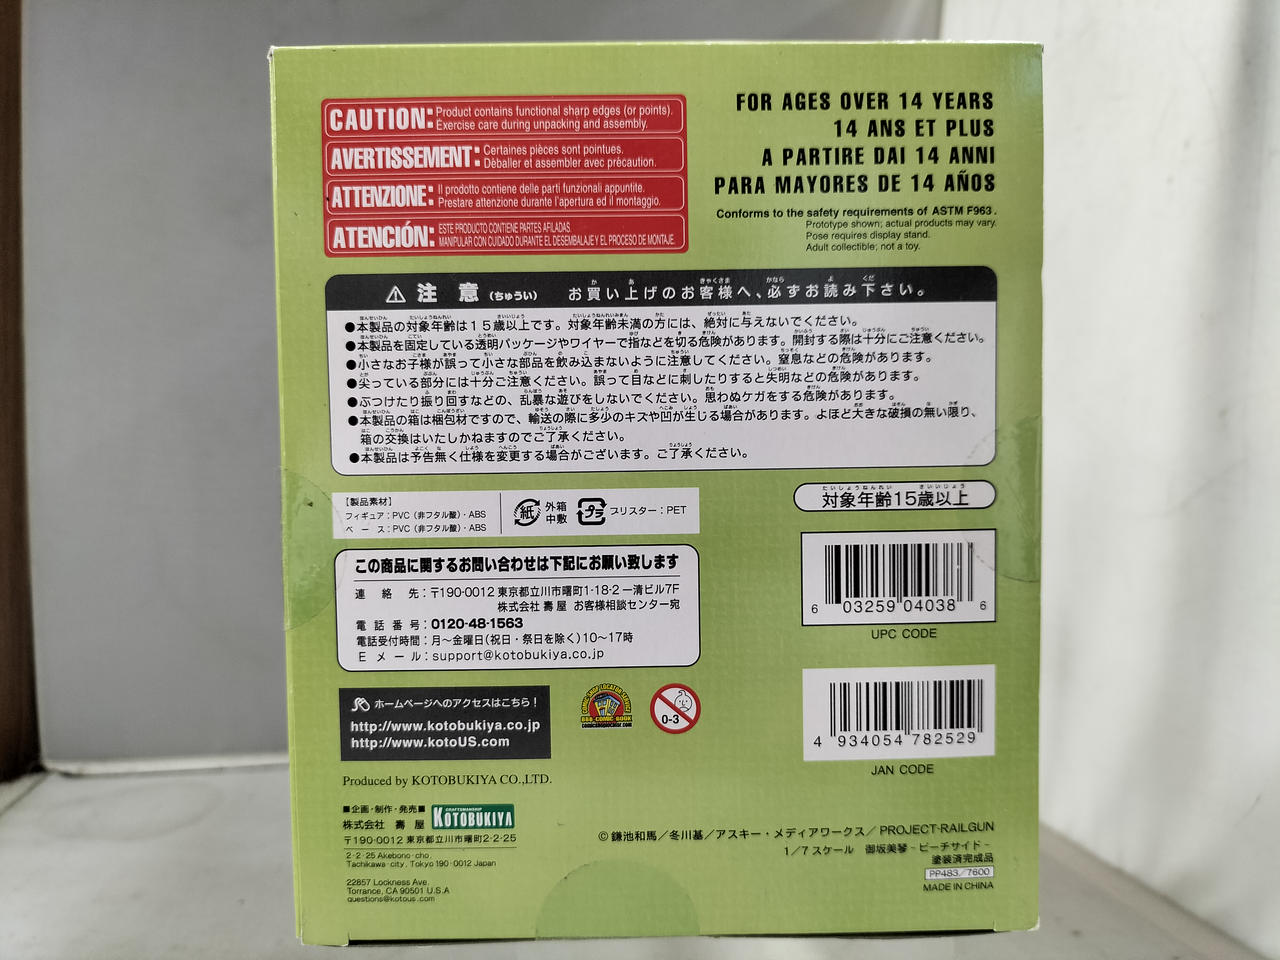 CAUTION: Product contains functional sharp edges (or points).
Exercise care during unpacking and assembly.
AVERTISSEMENT: Certaines pièces sont pointues.
Déballer et assembler avec précaution.
ATTENZIONE: Il prodotto contiene delle parti funzionali appuntite.
Prestare attenzione durante l'apertura ed il montaggio.
ATENCIÓN: ESTE PRODUCTO CONTIENE PARTES AFILADAS.
MANIPULAR CON CUIDADO DURANTE EL DESEMBALAJE Y EL PROCESO DE MONTAJE.
FOR AGES OVER 14 YEARS
14 ANS ET PLUS
A PARTIRE DAI 14 ANNI
PARA MAYORES DE 14 AÑOS
Conforms to the safety requirements of ASTM F963.
Prototype shown; actual products may vary.
Pose requires display stand.
Adult collectible; not a toy.
⚠注 意(ちゅうい) お買い上げのお客様へ、必ずお読み下さい。
●本製品の対象年齢は15歳以上です。対象年齢未満の方には、絶対に与えないでください。
●本製品を固定している透明パッケージやワイヤーで指などを切る危険があります。開封する際は十分にご注意ください。
●小さなお子様が誤って小さな部品を飲み込まないように注意してください。窒息などの危険があります。
●尖っている部分には十分ご注意ください。誤って目などに刺したりすると失明などの危険があります。
●ぶつけたり振り回すなどの、乱暴な遊びをしないでください。思わぬケガをする危険があります。
●本製品の箱は梱包材ですので、輸送の際に多少のキズや凹が生じる場合があります。よほど大きな破損の無い限り、
箱の交換はいたしかねますのでご了承ください。
●本製品は予告無く仕様を変更する場合がございます。ご了承ください。
【製品素材】
フィギュア：PVC（非フタル酸）・ABS
ベース：PVC（非フタル酸）・ABS
紙 外箱
中敷
プラ ブリスター：PET
対象年齢15歳以上
この商品に関するお問い合わせは下記にお願い致します
連絡先：〒190-0012 東京都立川市曙町1-18-2 一清ビル7F
株式会社 壽屋 お客様相談センター宛
電話番号：0120-48-1563
電話受付時間：月～金曜日(祝日・祭日を除く)10～17時
Eメール：support@kotobukiya.co.jp
6 03259 04038 6
UPC CODE
ホームページへのアクセスはこちら！
http://www.kotobukiya.co.jp
http://www.kotoUS.com
COMIC SHOP LOCATOR SERVICE
888-COMIC-BOOK
0-3
4 934054 782529
JAN CODE
Produced by KOTOBUKIYA CO.,LTD.
■企画・制作・発売■
株式会社 壽屋
CRAFTSMANSHIP
KOTOBUKIYA
〒190-0012 東京都立川市曙町2-2-25
2-2-25 Akebono-cho,
Tachikawa-city, Tokyo 190-0012 Japan
22857 Lockness Ave.
Torrance, CA 90501 U.S.A
questions@kotous.com
© 鎌池和馬／冬川基／アスキー・メディアワークス／PROJECT-RAILGUN
1／7スケール 御坂美琴 -ビーチサイド-
塗装済完成品
PP483／7600
MADE IN CHINA